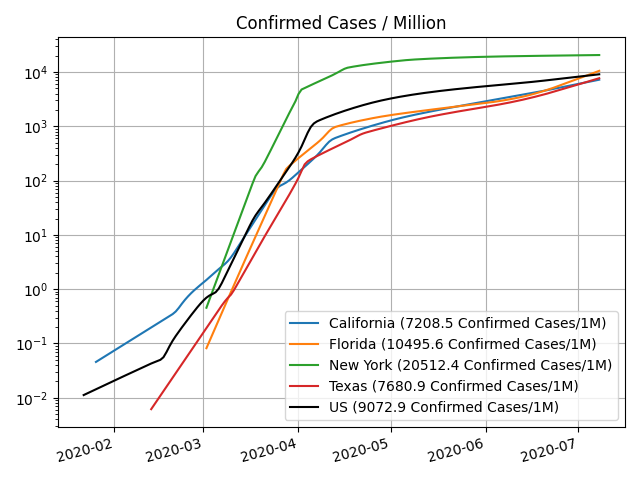 Confirmed Cases / Million
10⁴
10³
10²
10¹
10⁰
10⁻¹
10⁻²
California (7208.5 Confirmed Cases/1M)
Florida (10495.6 Confirmed Cases/1M)
New York (20512.4 Confirmed Cases/1M)
Texas (7680.9 Confirmed Cases/1M)
US (9072.9 Confirmed Cases/1M)
2020-02 2020-03 2020-04 2020-05 2020-06 2020-07